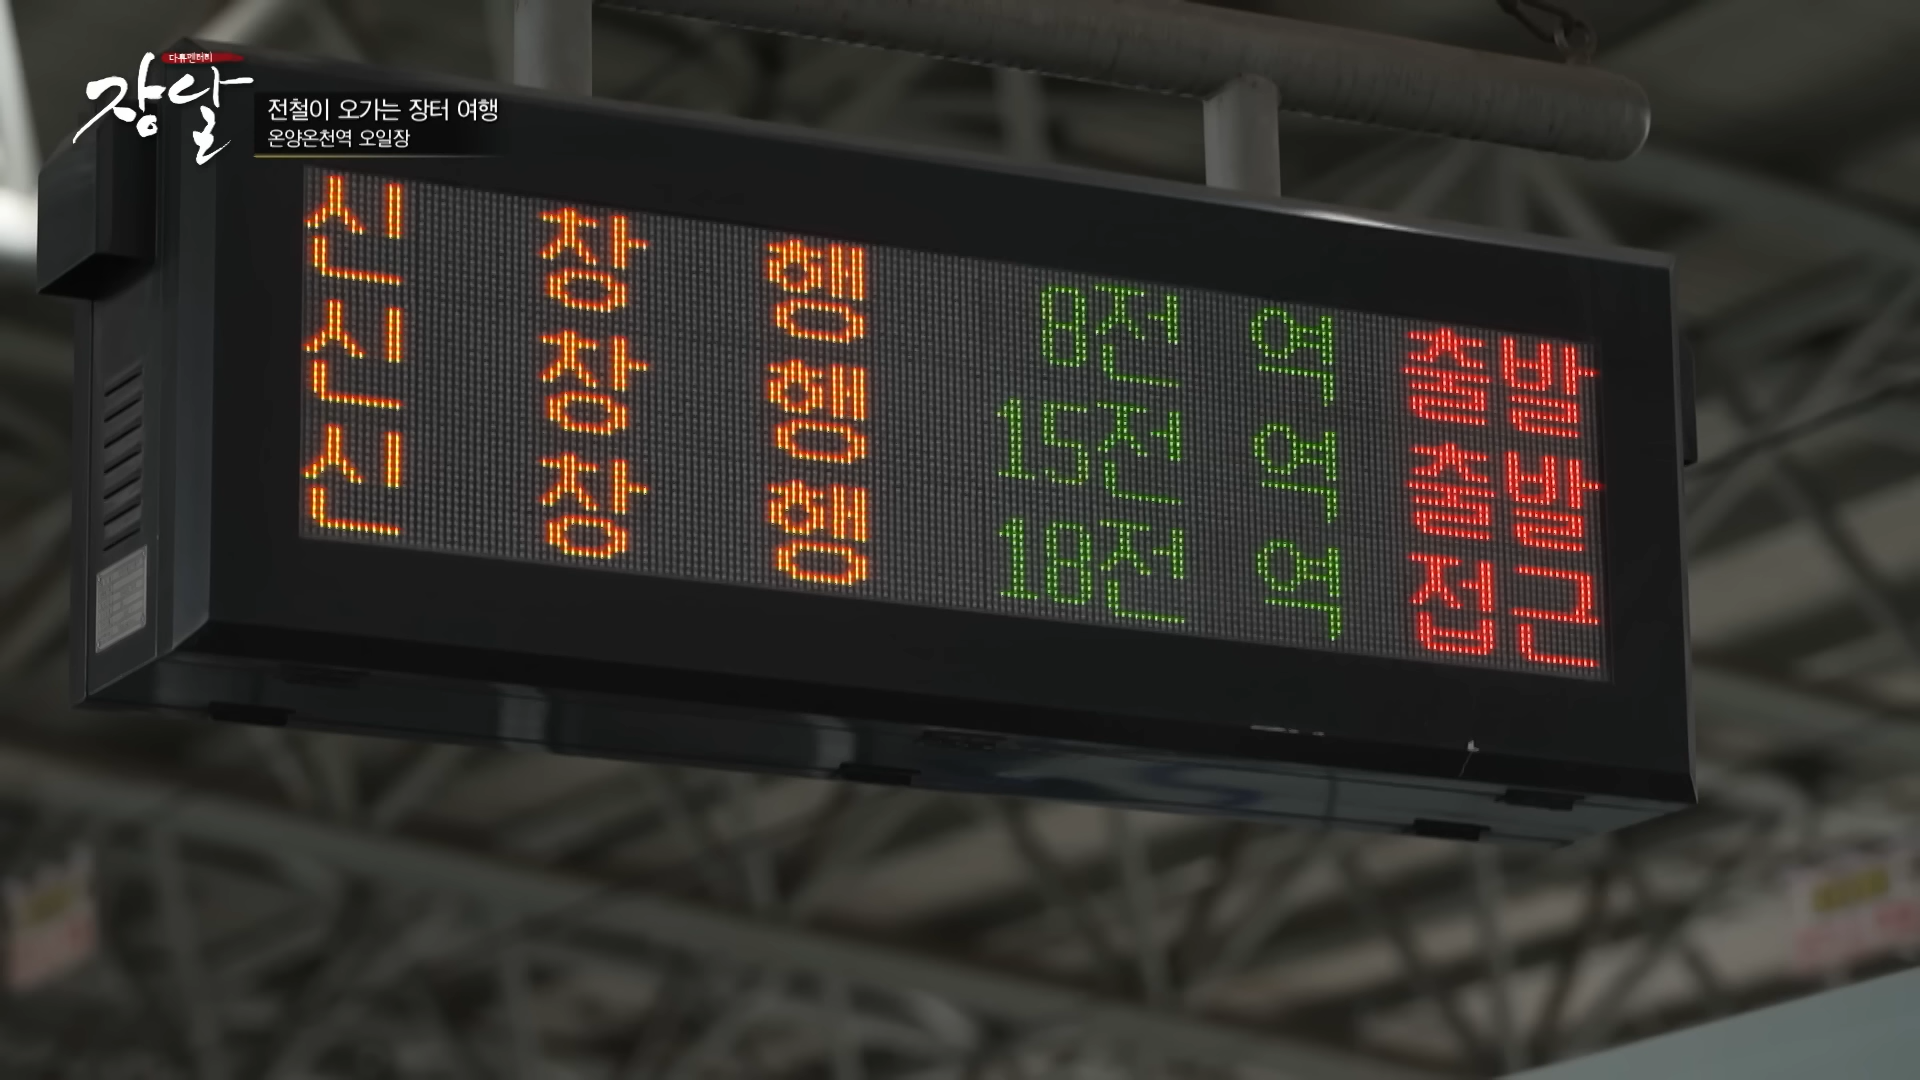 다큐멘터리
장날
전철이 오가는 장터 여행
온양온천역 오일장
신 창 행 8전 역 출발
신 창 행 15전 역 출발
신 창 행 18전 역 접근